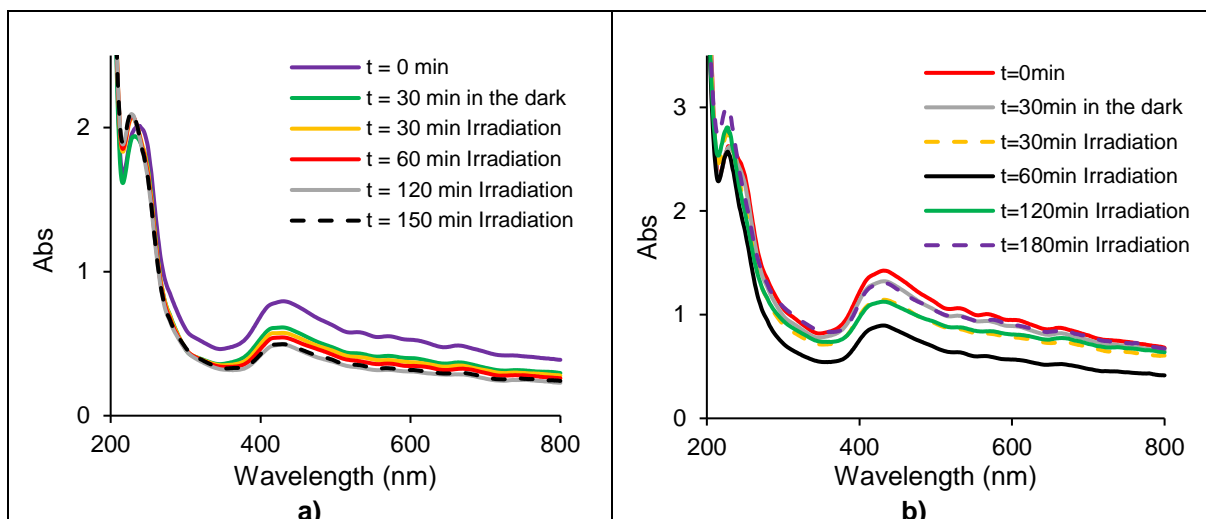 t = 0 min
t = 30 min in the dark
t = 30 min Irradiation
t = 60 min Irradiation
t = 120 min Irradiation
t = 150 min Irradiation
2
1
0
Abs
200 400 600 800
Wavelength (nm)
a)
t=0min
t=30min in the dark
t=30min Irradiation
t=60min Irradiation
t=120min Irradiation
t=180min Irradiation
3
2
1
0
Abs
200 400 600 800
Wavelength (nm)
b)